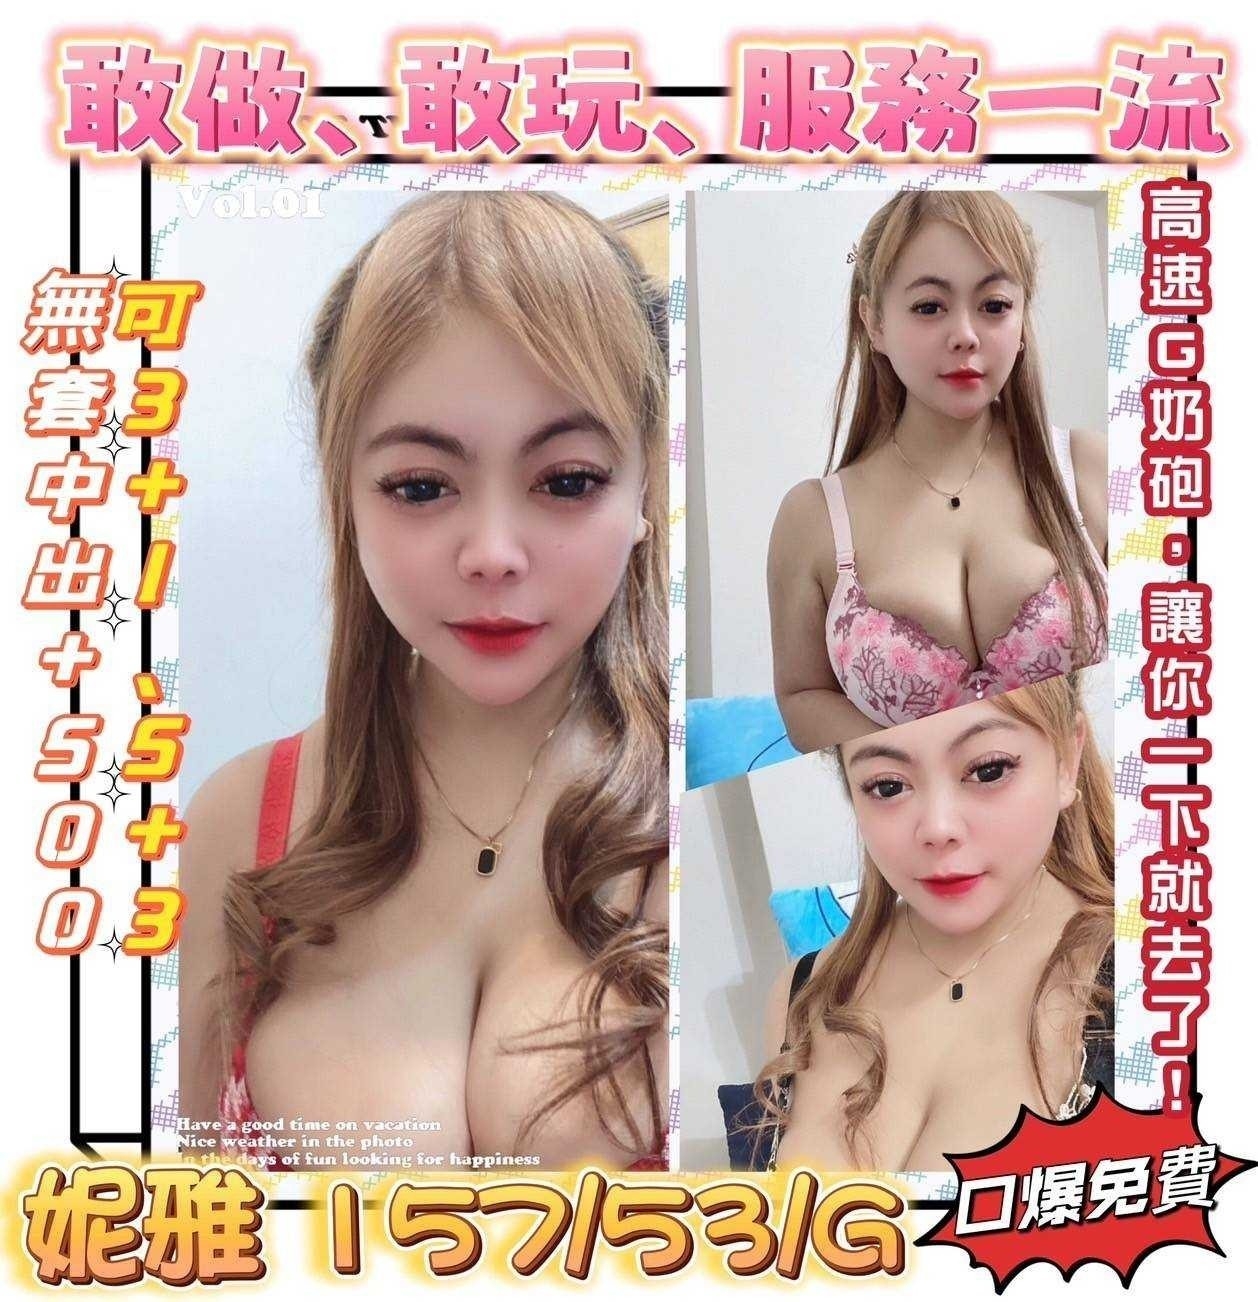 敢做、敢玩、服務一流
Vol.01
可3+1、5+3
無套中出+500
高速G奶砲。讓你一下就去了!
Have a good time on vacation
Nice weather in the photo
In the days of fun looking for happiness
妮雅 157/53/G
口爆免費